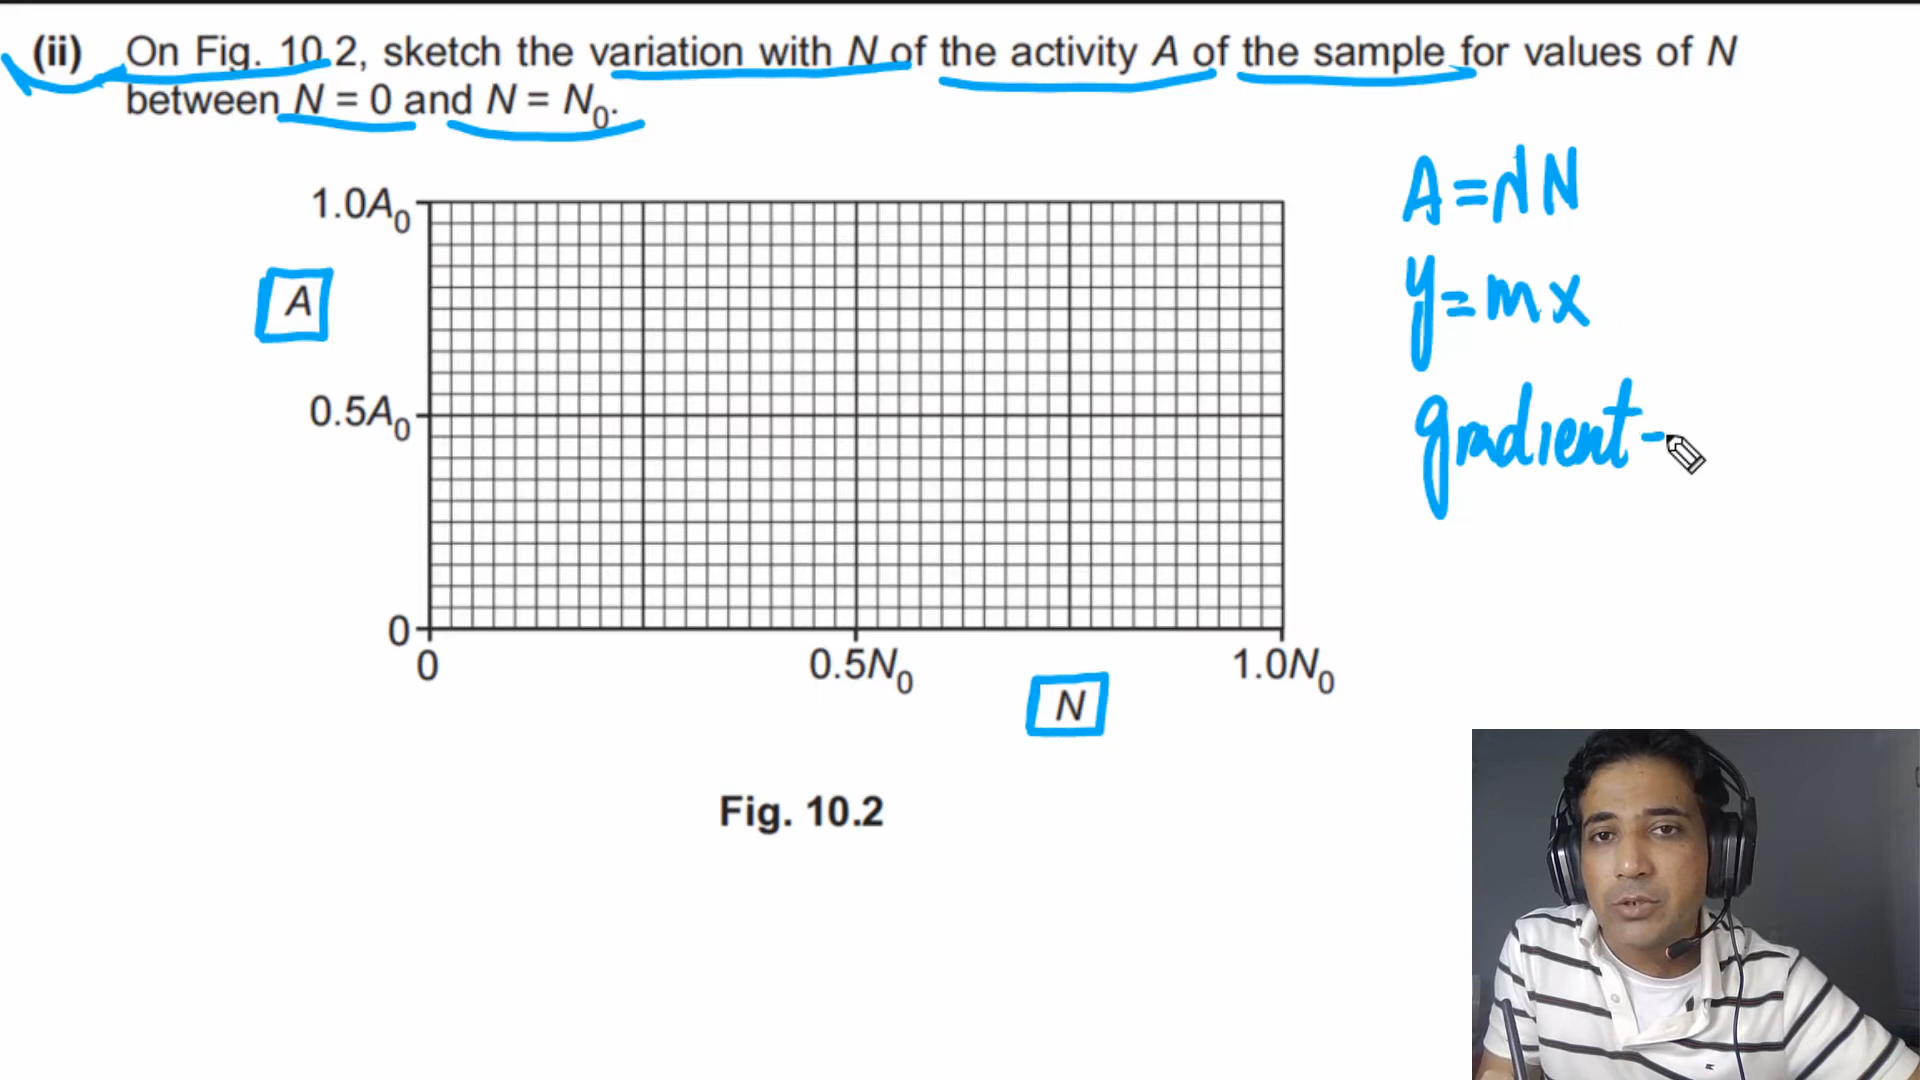 (ii) On Fig. 10.2, sketch the variation with N of the activity A of the sample for values of N
between N = 0 and N = N₀.
1.0A₀
A
0.5A₀
0
0
0.5N₀
1.0N₀
N
Fig. 10.2
A=λN
y=mx
gradient -